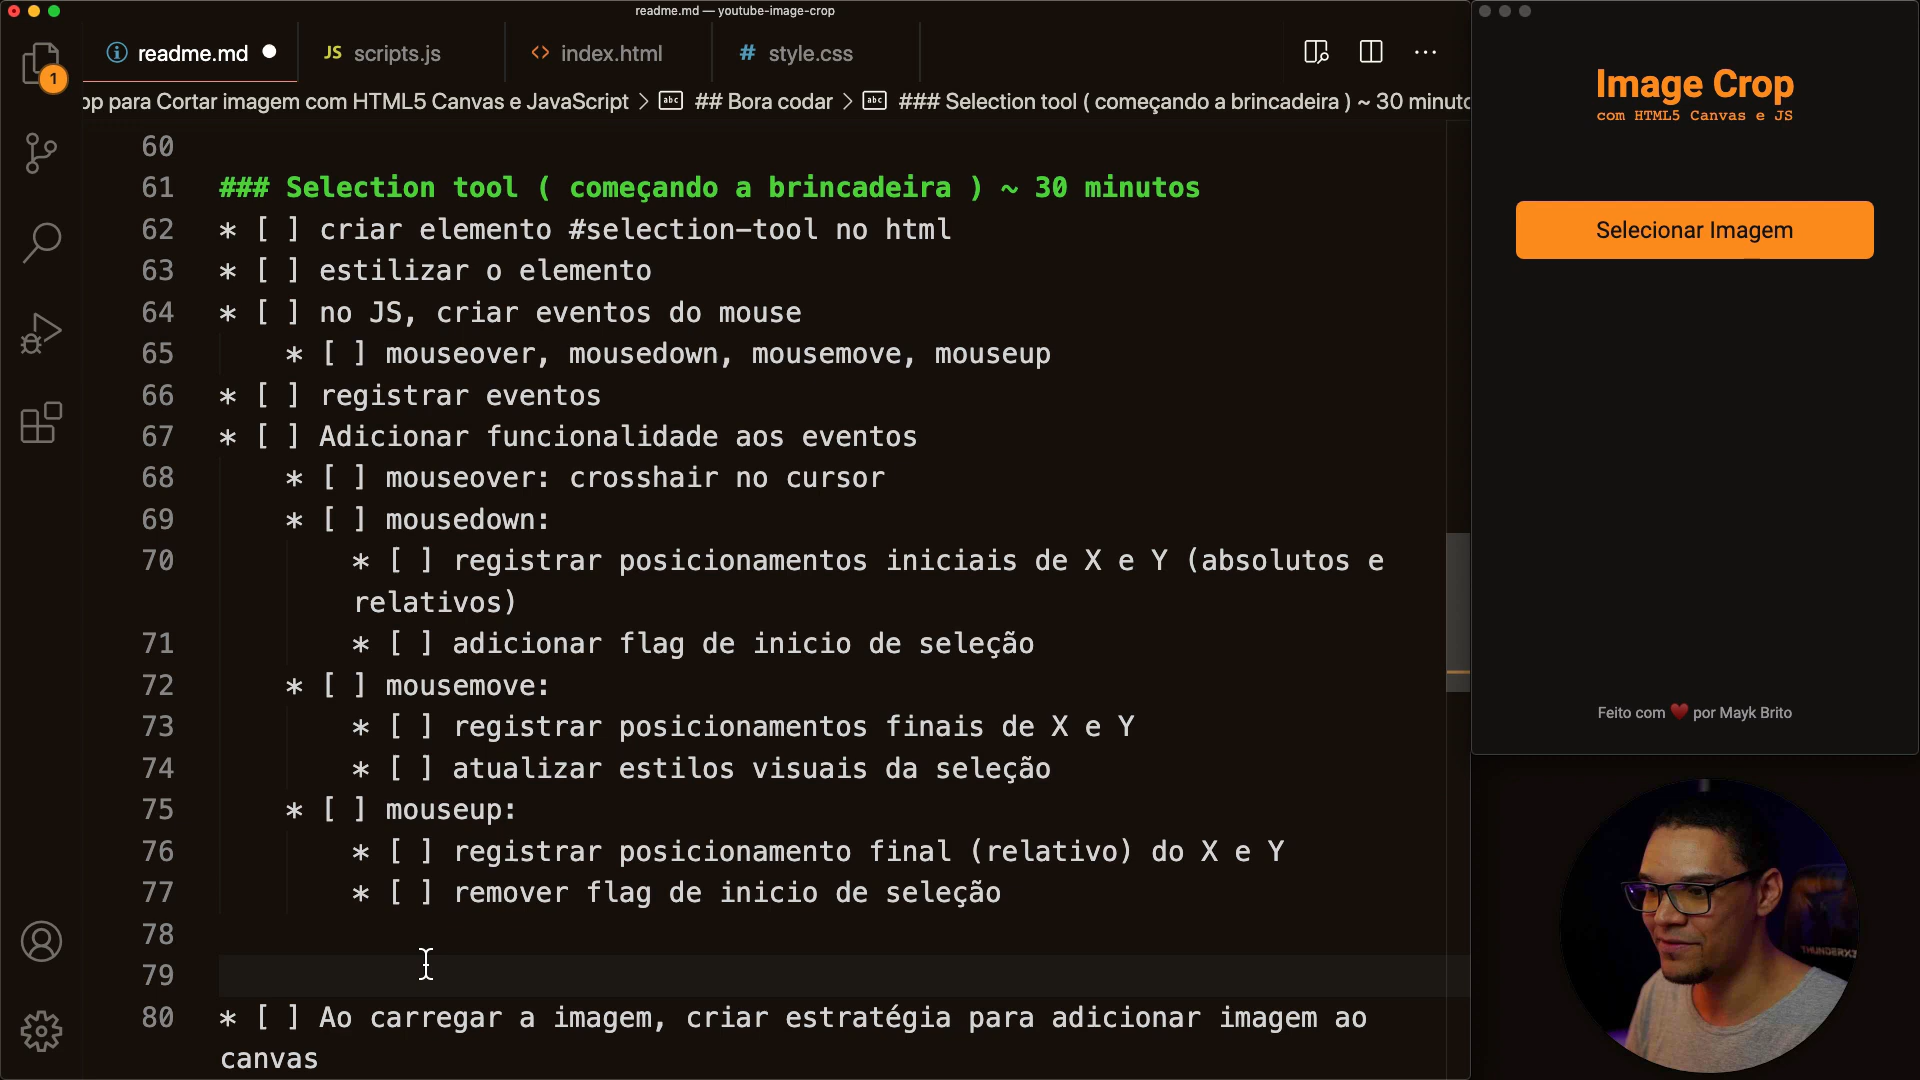 readme.md — youtube-image-crop
readme.md
JS scripts.js
<> index.html
# style.css
1
pp para Cortar imagem com HTML5 Canvas e JavaScript > abc ## Bora codar > abc ### Selection tool ( começando a brincadeira ) ~ 30 minuto
60
61 ### Selection tool ( começando a brincadeira ) ~ 30 minutos
62 * [ ] criar elemento #selection-tool no html
63 * [ ] estilizar o elemento
64 * [ ] no JS, criar eventos do mouse
65 * [ ] mouseover, mousedown, mousemove, mouseup
66 * [ ] registrar eventos
67 * [ ] Adicionar funcionalidade aos eventos
68 * [ ] mouseover: crosshair no cursor
69 * [ ] mousedown:
70 * [ ] registrar posicionamentos iniciais de X e Y (absolutos e
relativos)
71 * [ ] adicionar flag de inicio de seleção
72 * [ ] mousemove:
73 * [ ] registrar posicionamentos finais de X e Y
74 * [ ] atualizar estilos visuais da seleção
75 * [ ] mouseup:
76 * [ ] registrar posicionamento final (relativo) do X e Y
77 * [ ] remover flag de inicio de seleção
78
79
80 * [ ] Ao carregar a imagem, criar estratégia para adicionar imagem ao
canvas
Image Crop
com HTML5 Canvas e JS
Selecionar Imagem
Feito com ❤️ por Mayk Brito